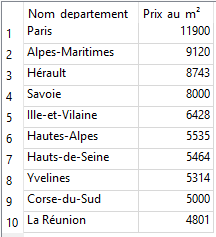 Nom departement Prix au m²
1 Paris 11900
2 Alpes-Maritimes 9120
3 Hérault 8743
4 Savoie 8000
5 Ille-et-Vilaine 6428
6 Hautes-Alpes 5535
7 Hauts-de-Seine 5464
8 Yvelines 5314
9 Corse-du-Sud 5000
10 La Réunion 4801